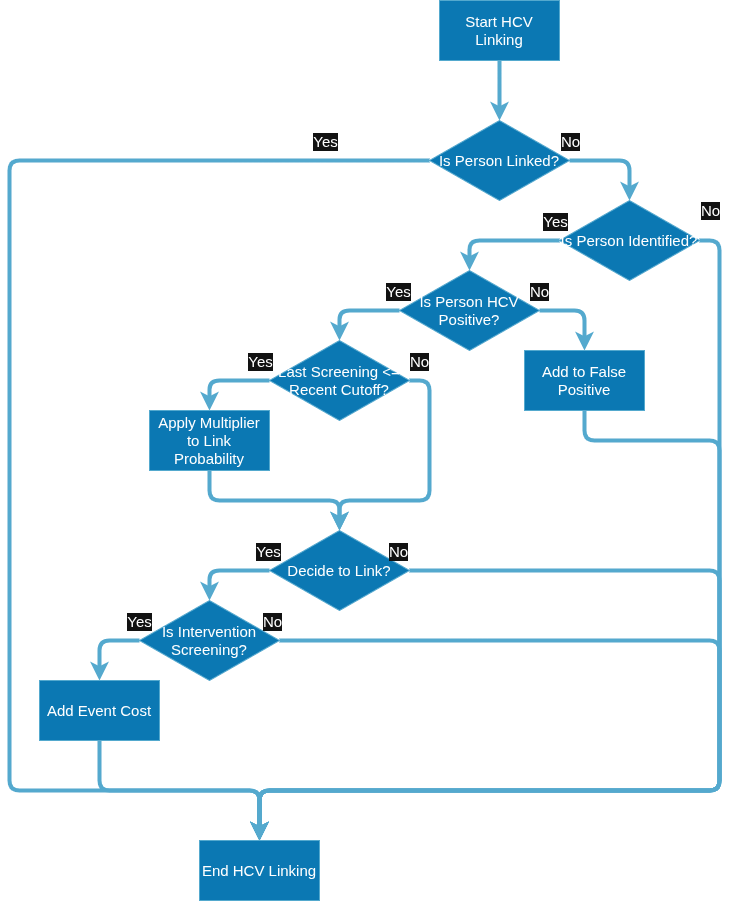 Start HCV
Linking
Yes
No
Is Person Linked?
No
Yes
Is Person Identified?
Yes
No
Is Person HCV
Positive?
Yes
No
Last Screening <=
Recent Cutoff?
Add to False
Positive
Apply Multiplier
to Link
Probability
Yes
No
Decide to Link?
Yes
No
Is Intervention
Screening?
Add Event Cost
End HCV Linking